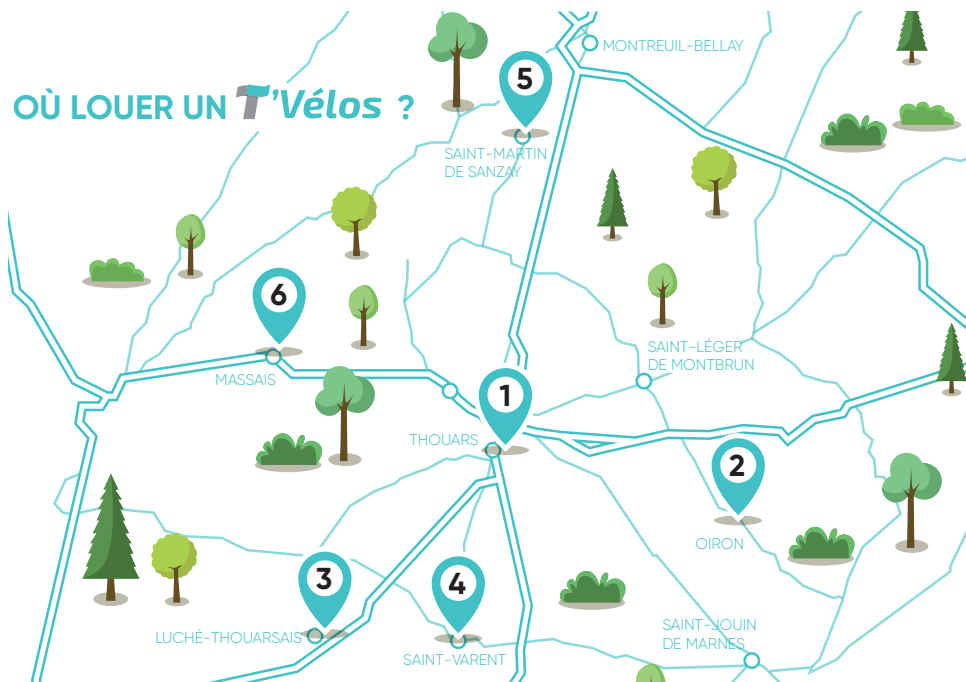 MONTREUIL-BELLAY
5
OÙ LOUER UN T'Vélos ?
SAINT-MARTIN
DE SANZAY
6
SAINT-LÉGER
DE MONTBRUN
MASSAIS
1
THOUARS
2
OIRON
3
4
LUCHÉ-THOUARSAIS
SAINT-JOUIN
DE MARNES
SAINT-VARENT